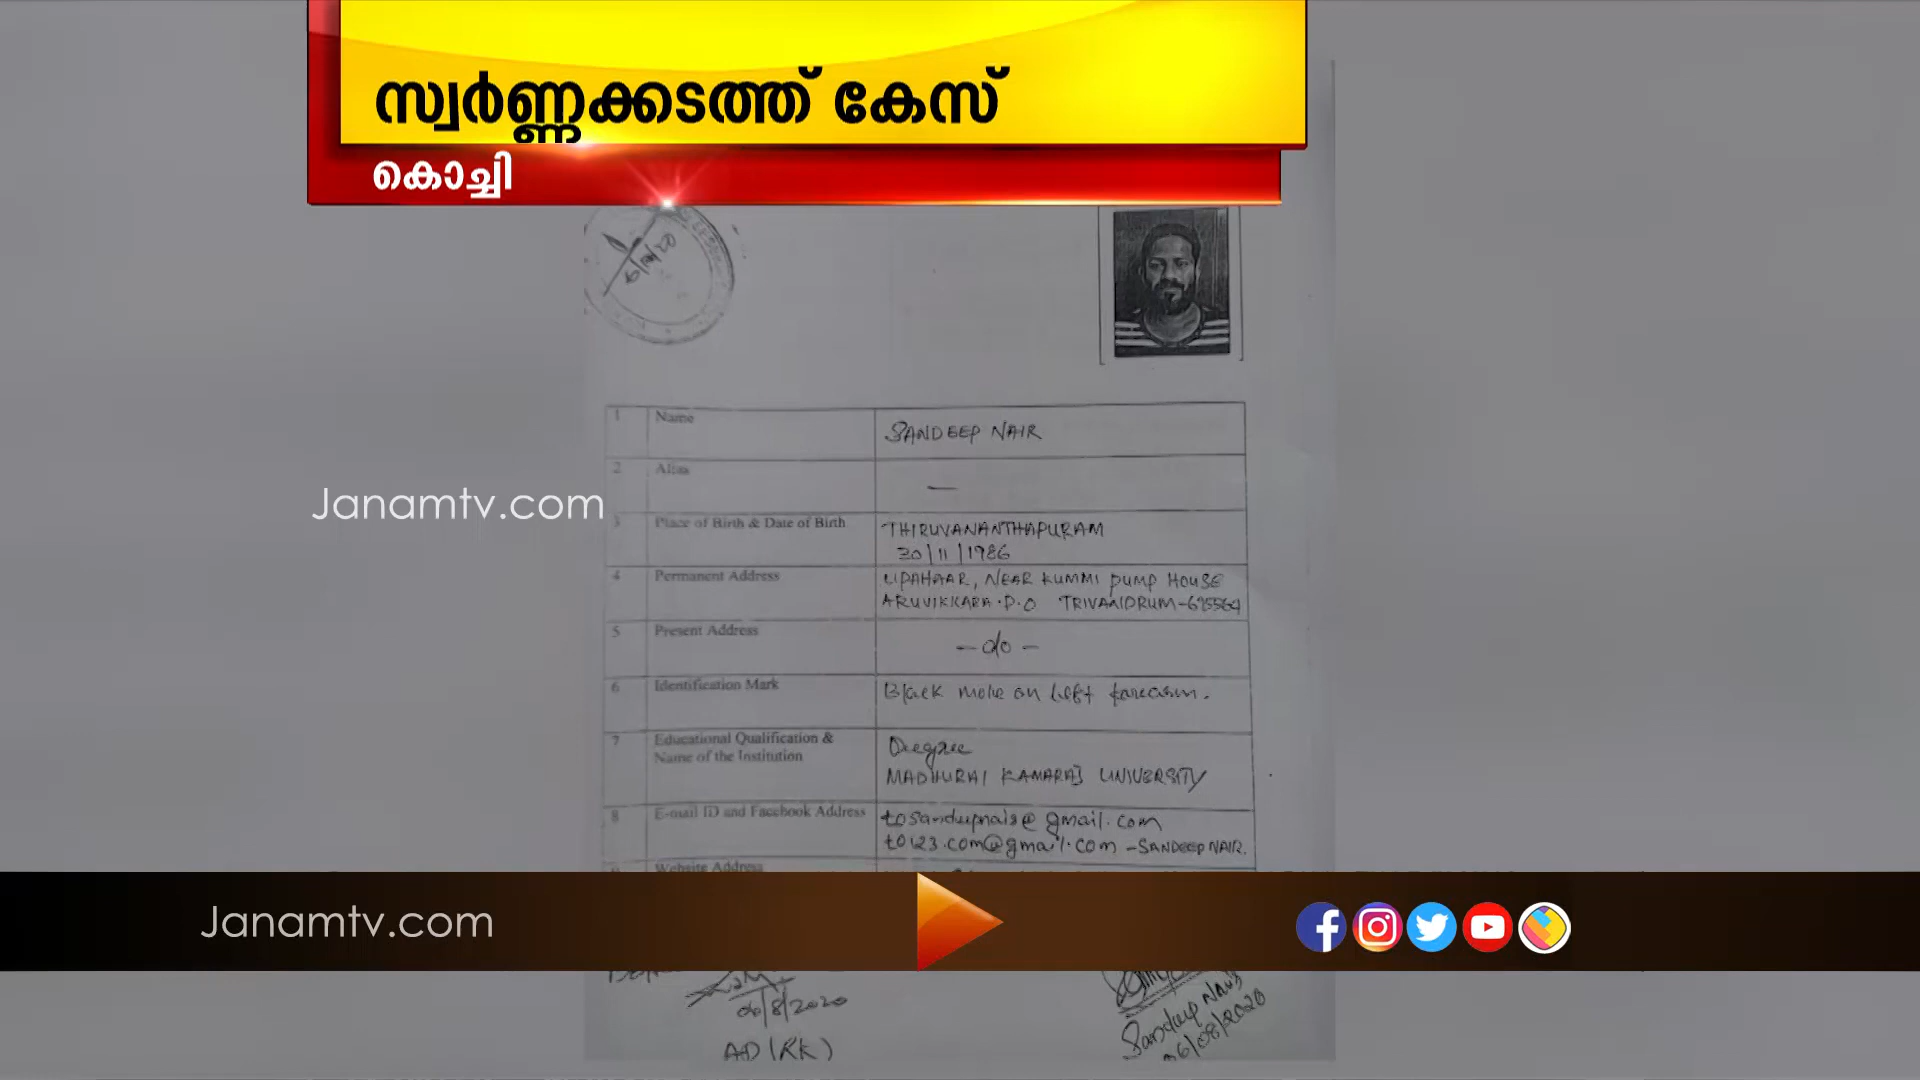 സ്വർണ്ണക്കടത്ത് കേസ്
കൊച്ചി
1 Name SANDEEP NAIR
2 Alias —
Janamtv.com
3 Place of Birth & Date of Birth THIRUVANANTHAPURAM
30/11/1986
4 Permanent Address LIPAHAAR, NEAR KUMMI PUMP HOUSE
ARUVIKKARA.P.O TRIVANDRUM-695564
5 Present Address -do-
6 Identification Mark Black mole on left forearm.
7 Educational Qualification & Degree
Name of the Institution MADHURAI KAMARAJ UNIVERSITY
8 E-mail ID and Facebook Address tosandeepnair@gmail.com
to123.com@gmail.com -SANDEEP NAIR.
Website Address
Janamtv.com
06/8/2020
AD (RK)
Sandeep Nair
06/08/2020